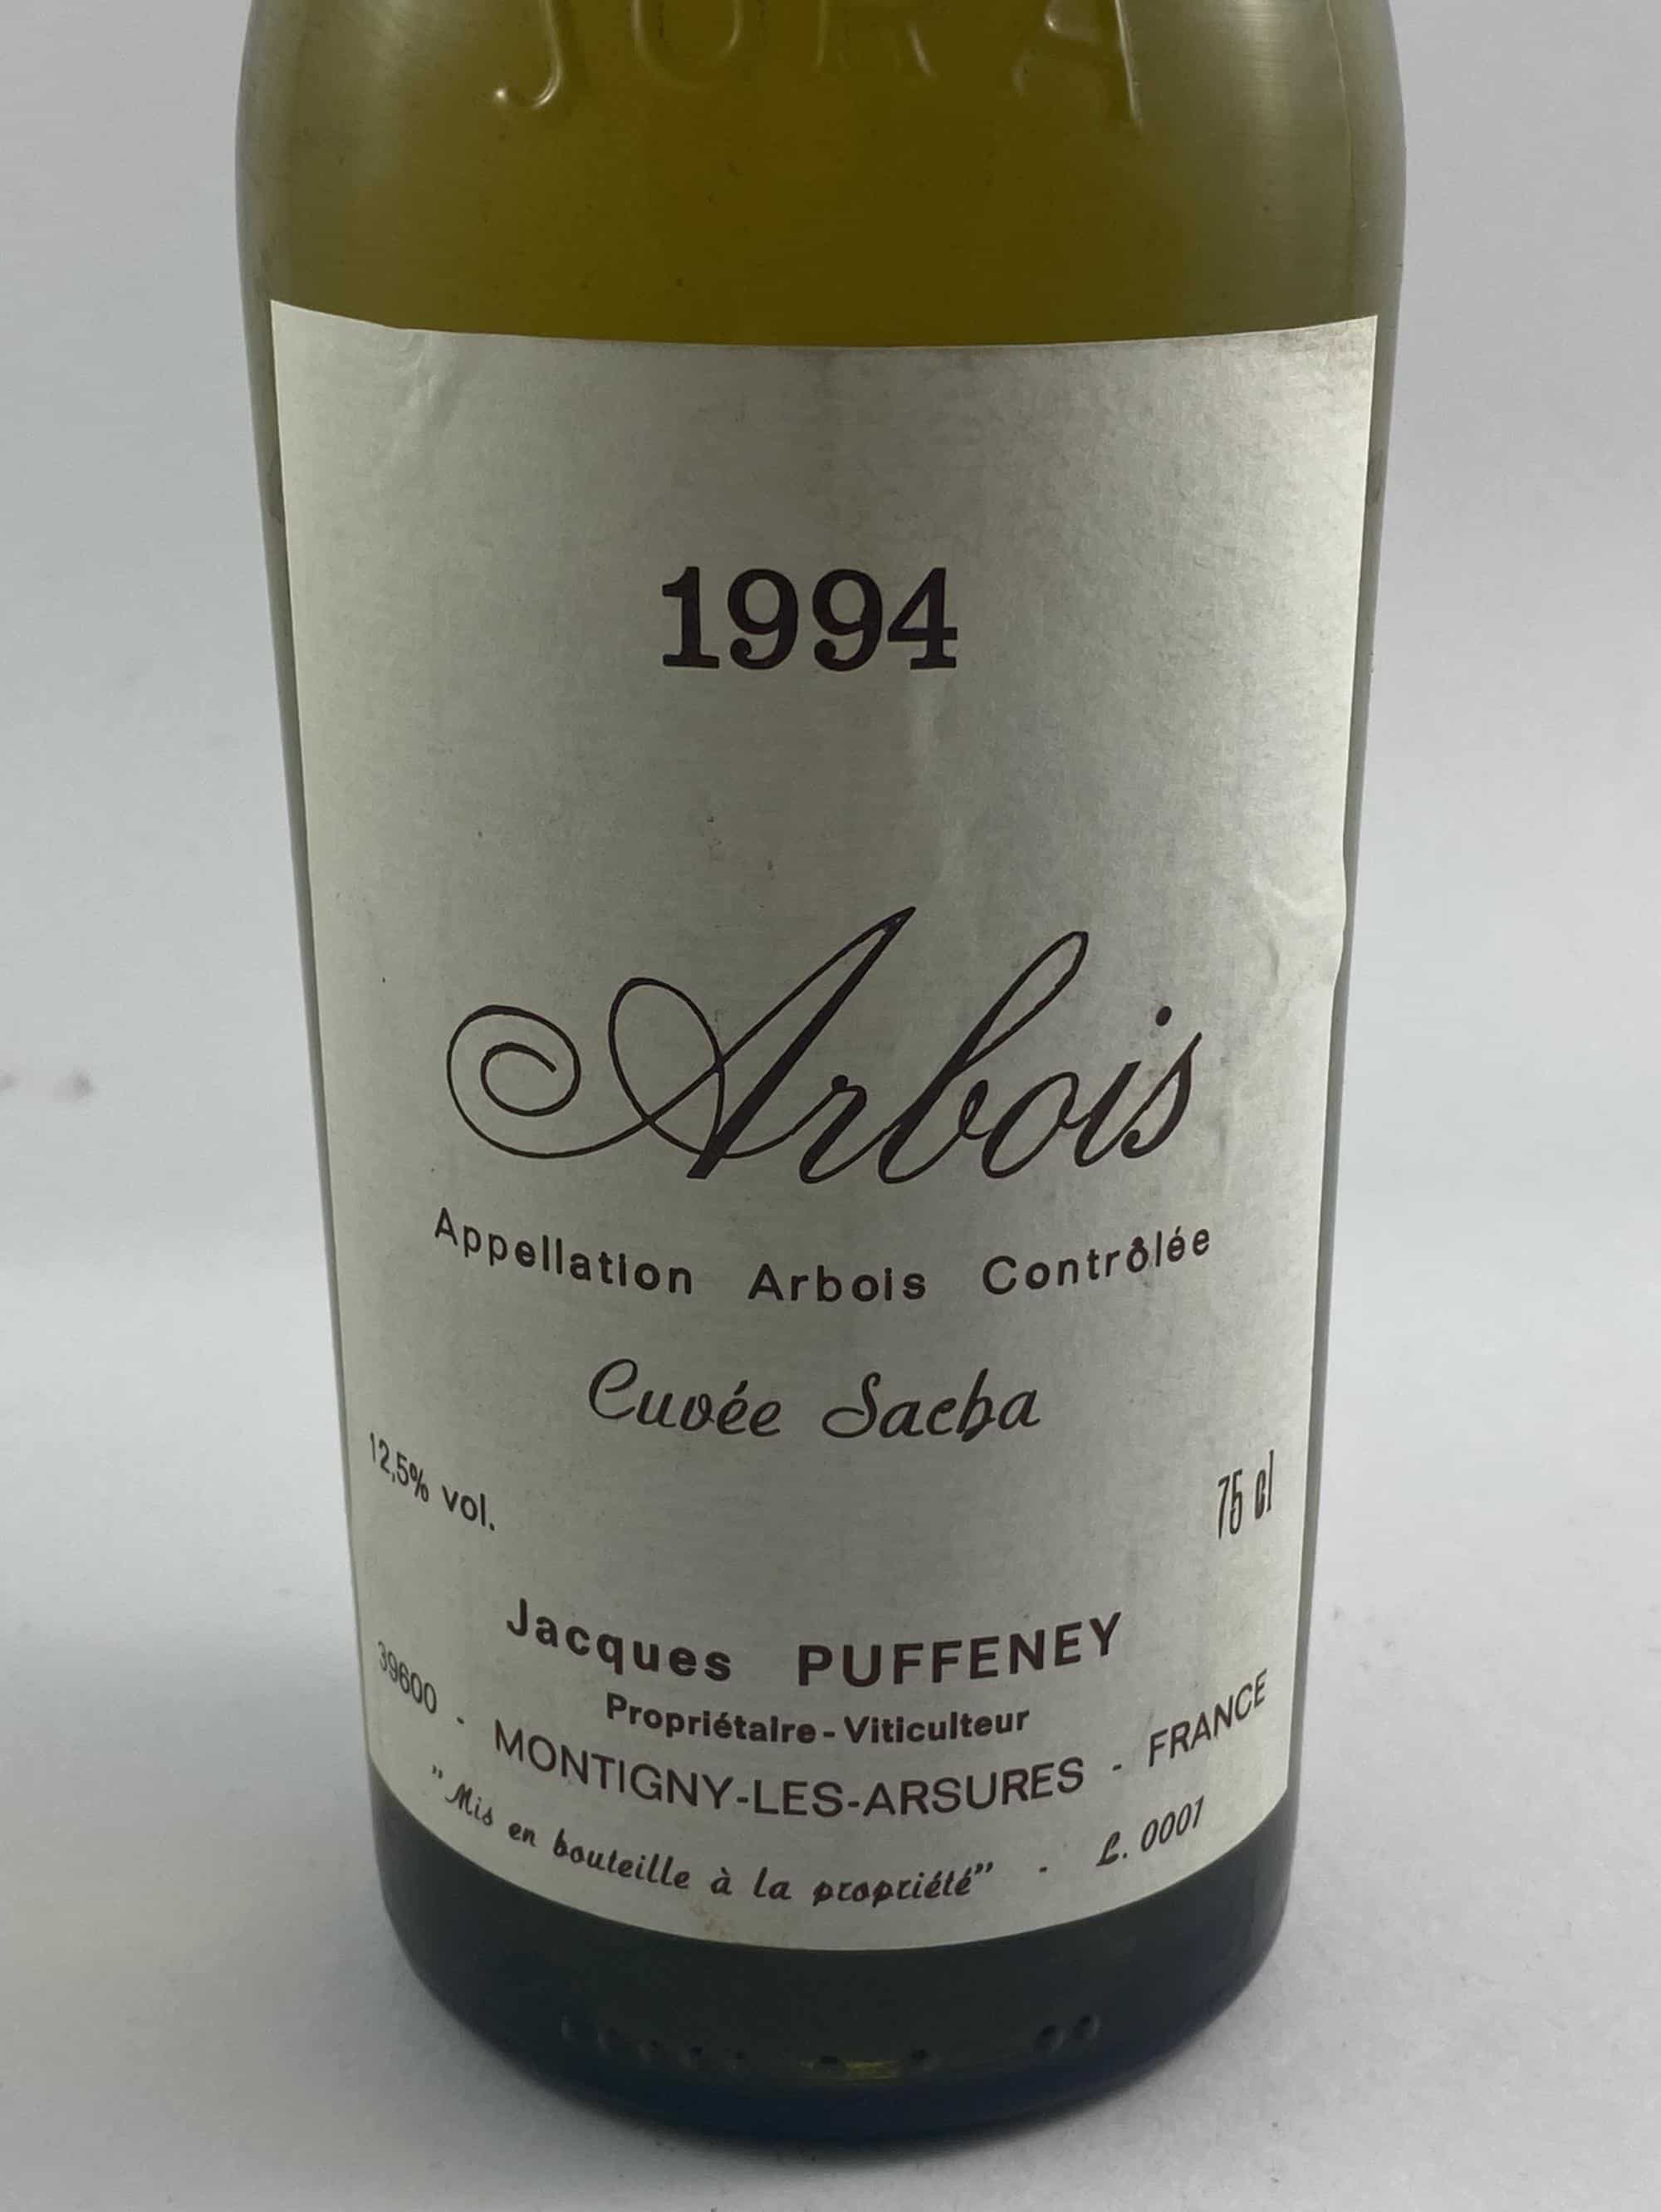 JURA
1994
Arbois
Appellation Arbois Contrôlée
Cuvée Sacha
12,5% vol.
75 cl
Jacques PUFFENEY
Propriétaire - Viticulteur
39600 - MONTIGNY-LES-ARSURES - FRANCE
"Mis en bouteille à la propriété" - L. 0001